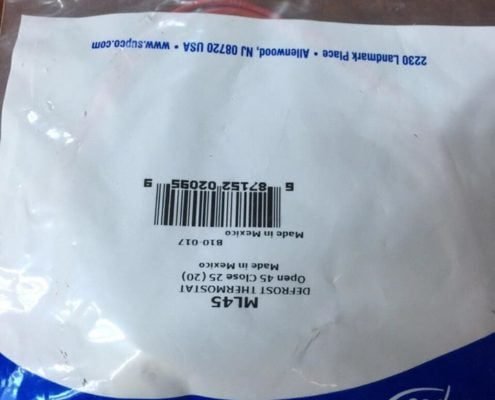 ML45
DEFROST THERMOSTAT
Open 45 Close 25 (20)
Made in Mexico
810-017
Made in Mexico
6 87152 02095 9
2230 Landmark Place • Allenwood, NJ 08720 USA • www.supco.com